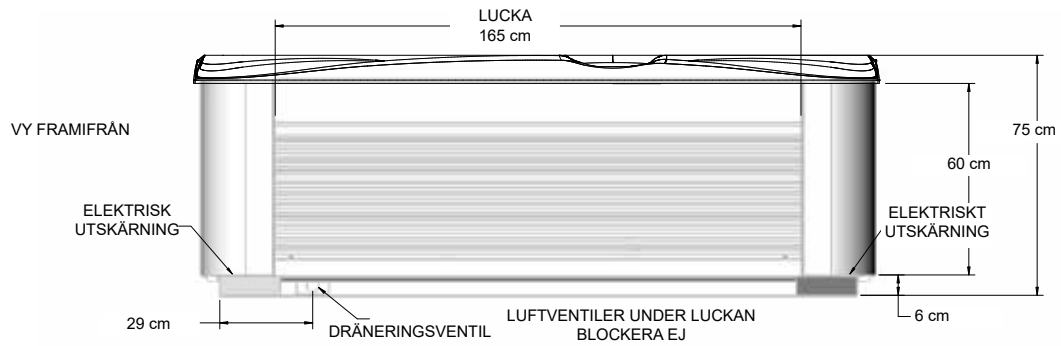 LUCKA
165 cm
VY FRAMIFRÅN
75 cm
60 cm
ELEKTRISK
UTSKÄRNING
ELEKTRISKT
UTSKÄRNING
29 cm
DRÄNERINGSVENTIL
LUFTVENTILER UNDER LUCKAN
BLOCKERA EJ
6 cm